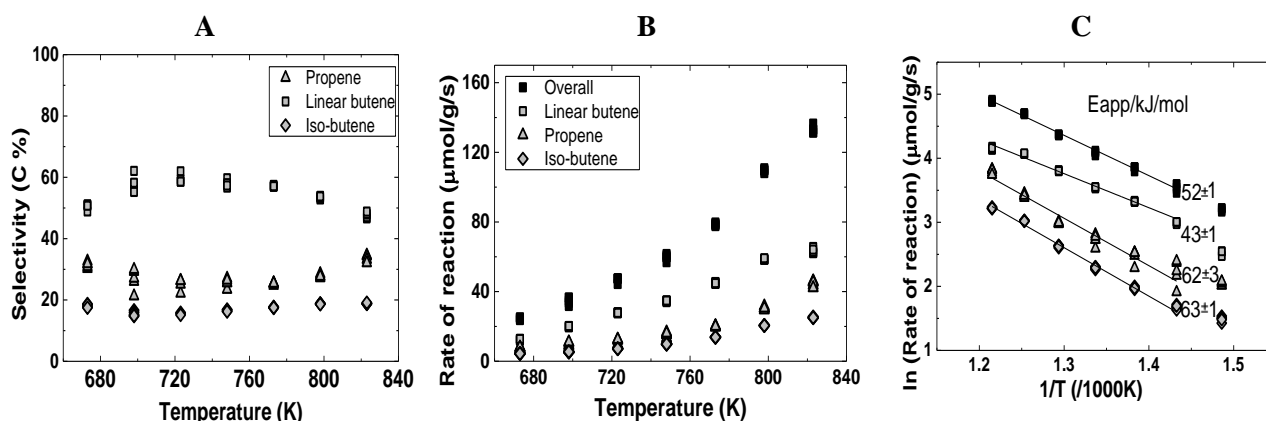 A
Selectivity (C %)
100
80
60
40
20
0
Propene
Linear butene
Iso-butene
680 720 760 800 840
Temperature (K)
B
Rate of reaction (µmol/g/s)
160
120
80
40
0
Overall
Linear butene
Propene
Iso-butene
680 720 760 800 840
Temperature (K)
C
ln (Rate of reaction) (µmol/g/s)
5
4
3
2
1
Eapp/kJ/mol
52±1
43±1
62±3
63±1
1.2 1.3 1.4 1.5
1/T (/1000K)